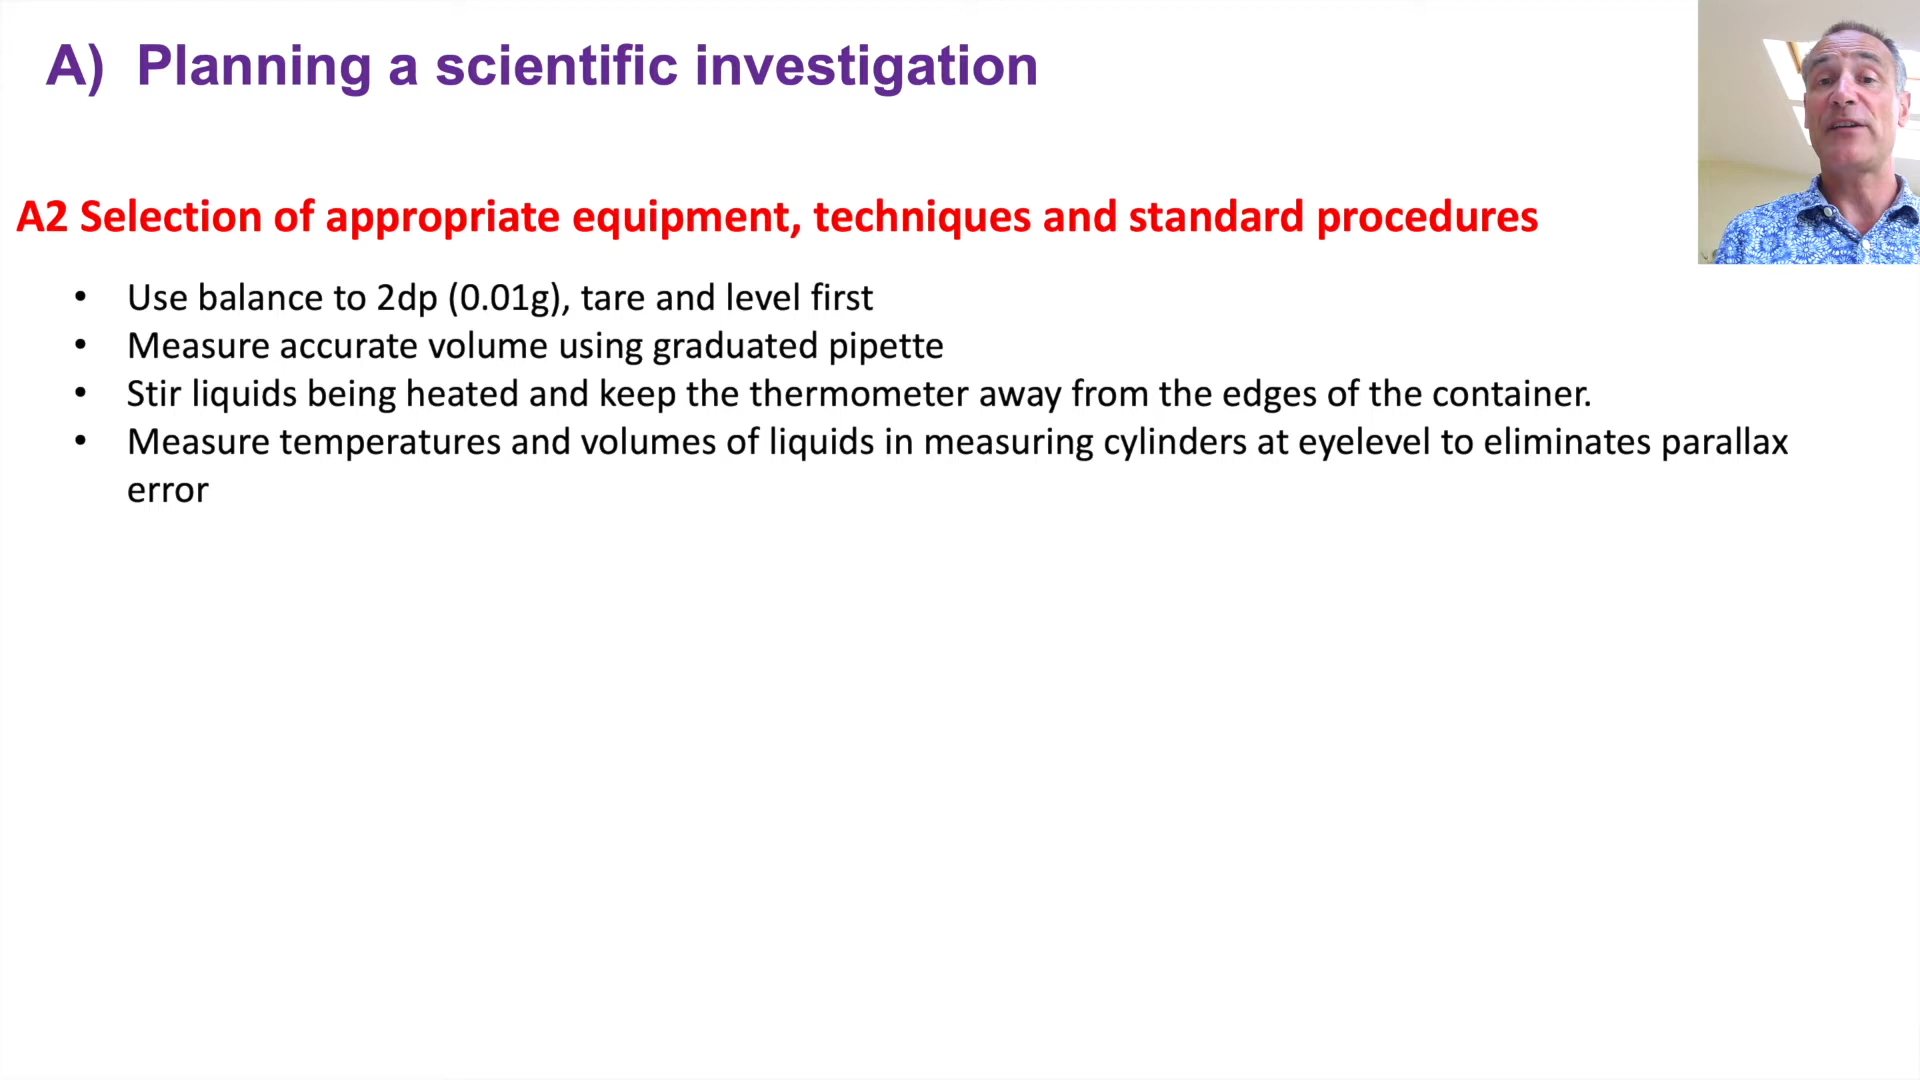 A) Planning a scientific investigation
A2 Selection of appropriate equipment, techniques and standard procedures
• Use balance to 2dp (0.01g), tare and level first
• Measure accurate volume using graduated pipette
• Stir liquids being heated and keep the thermometer away from the edges of the container.
• Measure temperatures and volumes of liquids in measuring cylinders at eyelevel to eliminates parallax
error